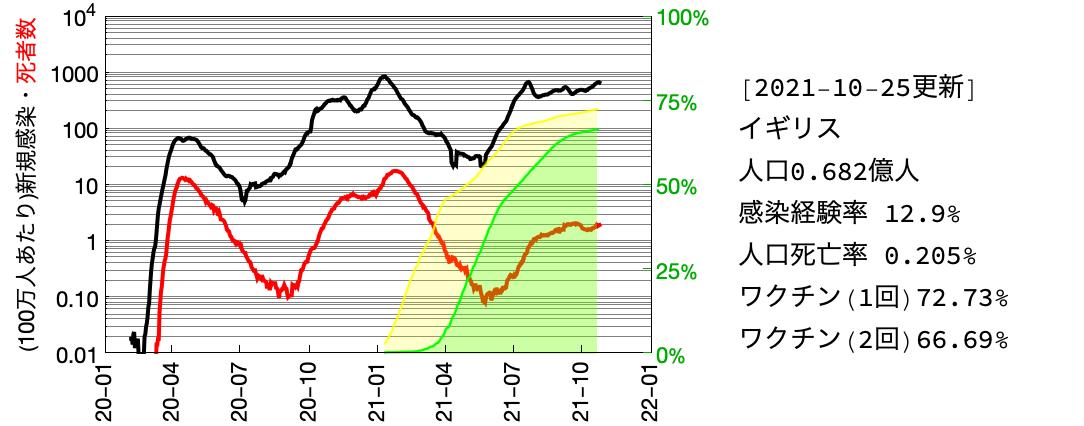 (100万人あたり)新規感染・死者数
10^4
1000
100
10
1
0.10
0.01
100%
75%
50%
25%
0%
20-01
20-04
20-07
20-10
21-01
21-04
21-07
21-10
22-01
[2021-10-25更新]
イギリス
人口0.682億人
感染経験率 12.9%
人口死亡率 0.205%
ワクチン(1回)72.73%
ワクチン(2回)66.69%